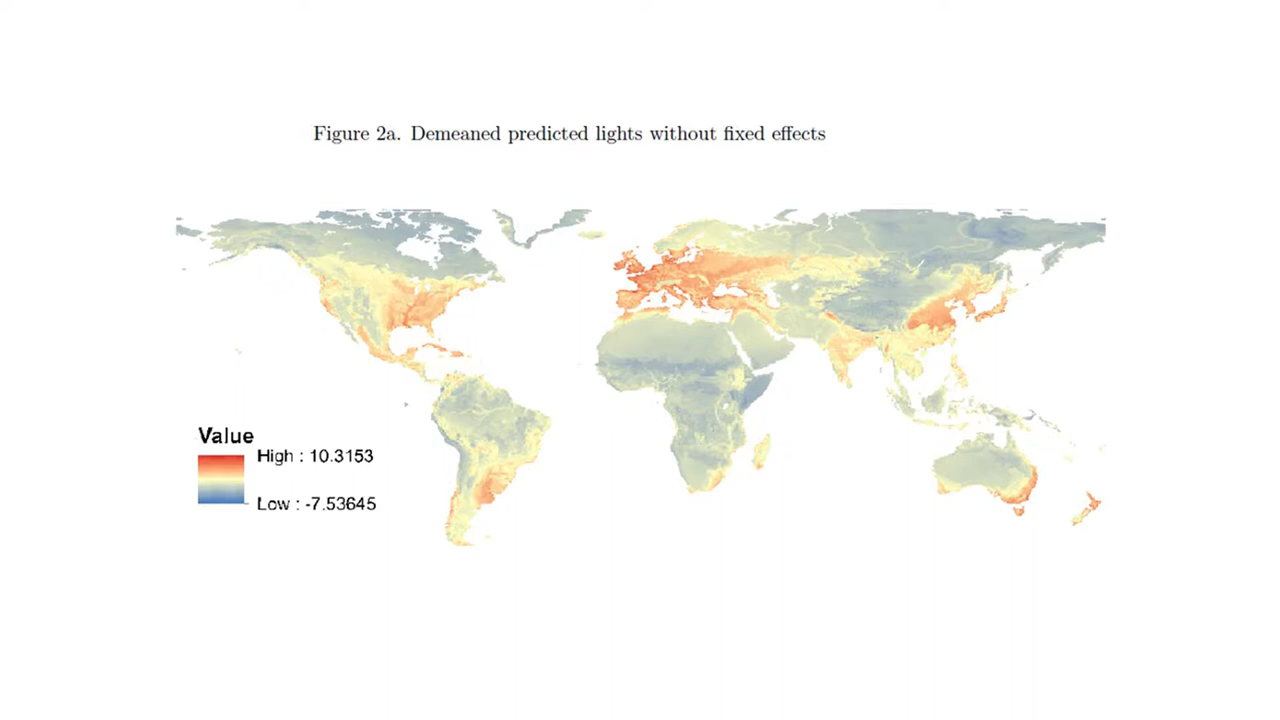 Figure 2a. Demeaned predicted lights without fixed effects
Value
High : 10.3153
Low : -7.53645